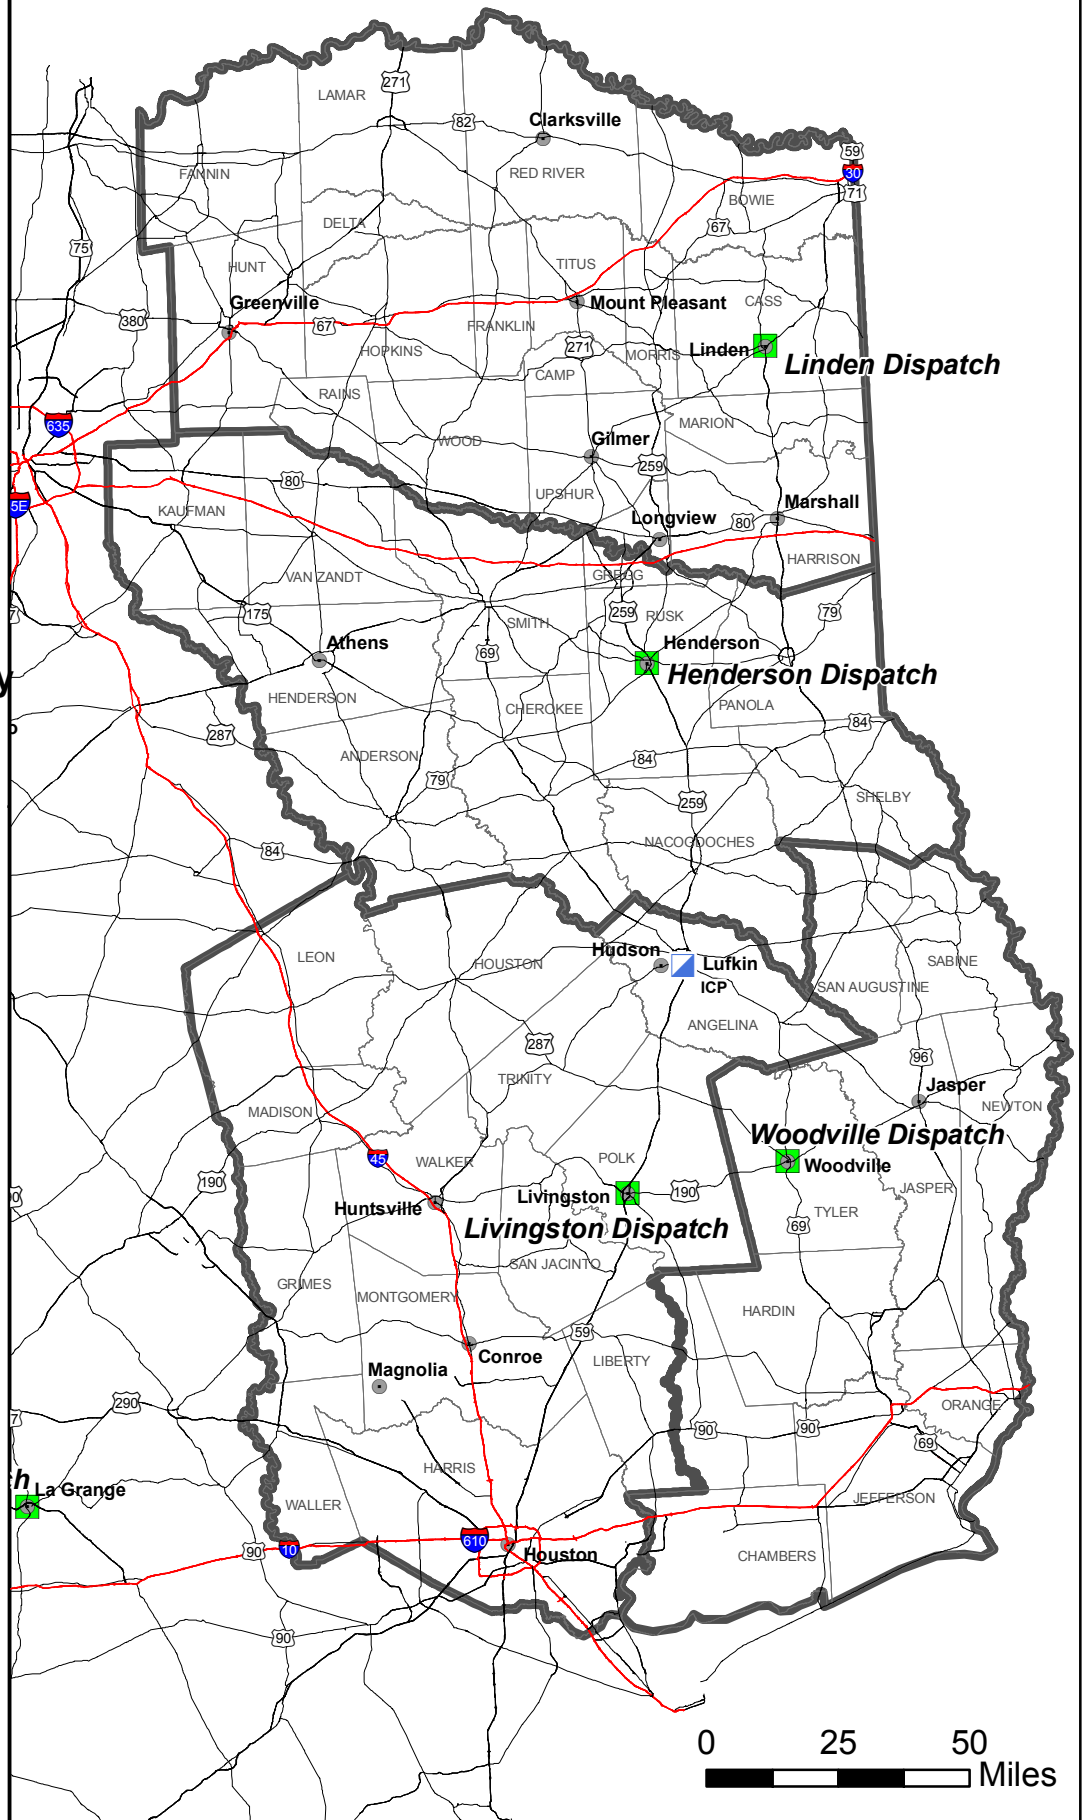 271
LAMAR
82
Clarksville
59
30
71
FANNIN
RED RIVER
BOWIE
DELTA
67
75
HUNT
TITUS
Greenville
Mount Pleasant
CASS
380
67
FRANKLIN
271
HOPKINS
MORRIS
Linden
Linden Dispatch
CAMP
RAINS
635
MARION
WOOD
Gilmer
259
80
5E
UPSHUR
Marshall
KAUFMAN
Longview
80
HARRISON
VAN ZANDT
GREGG
175
259
RUSK
79
SMITH
Athens
69
Henderson
Henderson Dispatch
y
HENDERSON
CHEROKEE
PANOLA
287
84
ANDERSON
84
79
259
SHELBY
84
NACOGDOCHES
LEON
HOUSTON
Hudson
Lufkin
ICP
SABINE
SAN AUGUSTINE
ANGELINA
287
96
TRINITY
Jasper
MADISON
NEWTON
Woodville Dispatch
45
WALKER
POLK
Woodville
190
190
Livingston
JASPER
Huntsville
TYLER
Livingston Dispatch
69
SAN JACINTO
GRIMES
MONTGOMERY
HARDIN
59
Conroe
LIBERTY
Magnolia
290
ORANGE
7
90
90
69
HARRIS
h
La Grange
WALLER
JEFFERSON
610
90
10
Houston
CHAMBERS
90
0 25 50
Miles